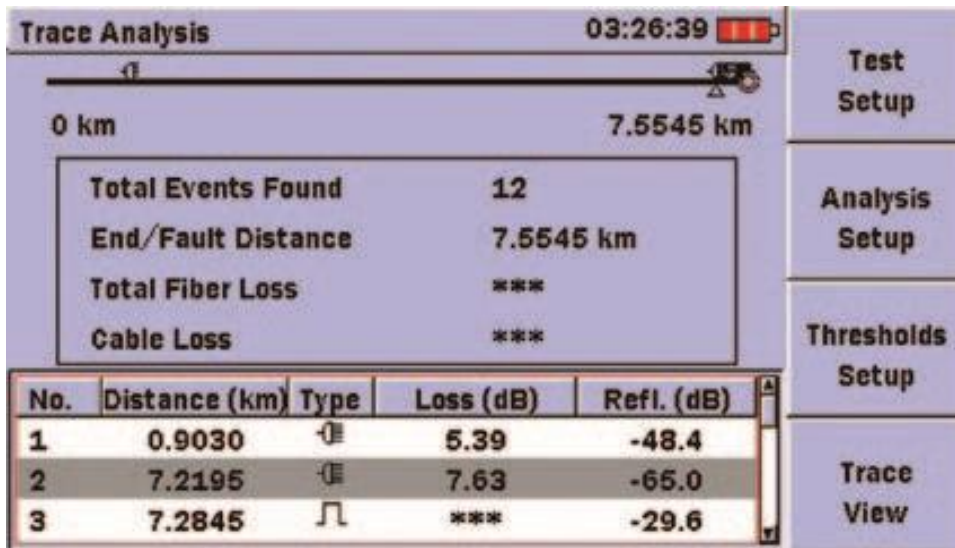 Trace Analysis 03:26:39
0 km 7.5545 km
Total Events Found 12
End/Fault Distance 7.5545 km
Total Fiber Loss ***
Cable Loss ***
No. Distance (km) Type Loss (dB) Refl. (dB)
1 0.9030 5.39 -48.4
2 7.2195 7.63 -65.0
3 7.2845 *** -29.6
Test
Setup
Analysis
Setup
Thresholds
Setup
Trace
View